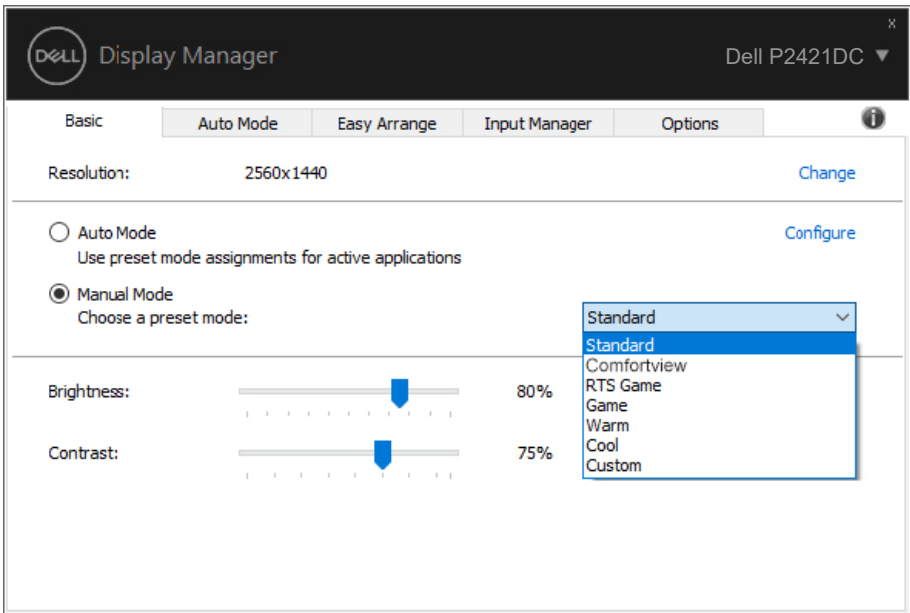 x
DELL Display Manager Dell P2421DC ▼
Basic Auto Mode Easy Arrange Input Manager Options i
Resolution: 2560x1440 Change
Auto Mode Configure
Use preset mode assignments for active applications
Manual Mode
Choose a preset mode: Standard
Standard
Comfortview
RTS Game
Game
Warm
Cool
Custom
Brightness: 80%
Contrast: 75%